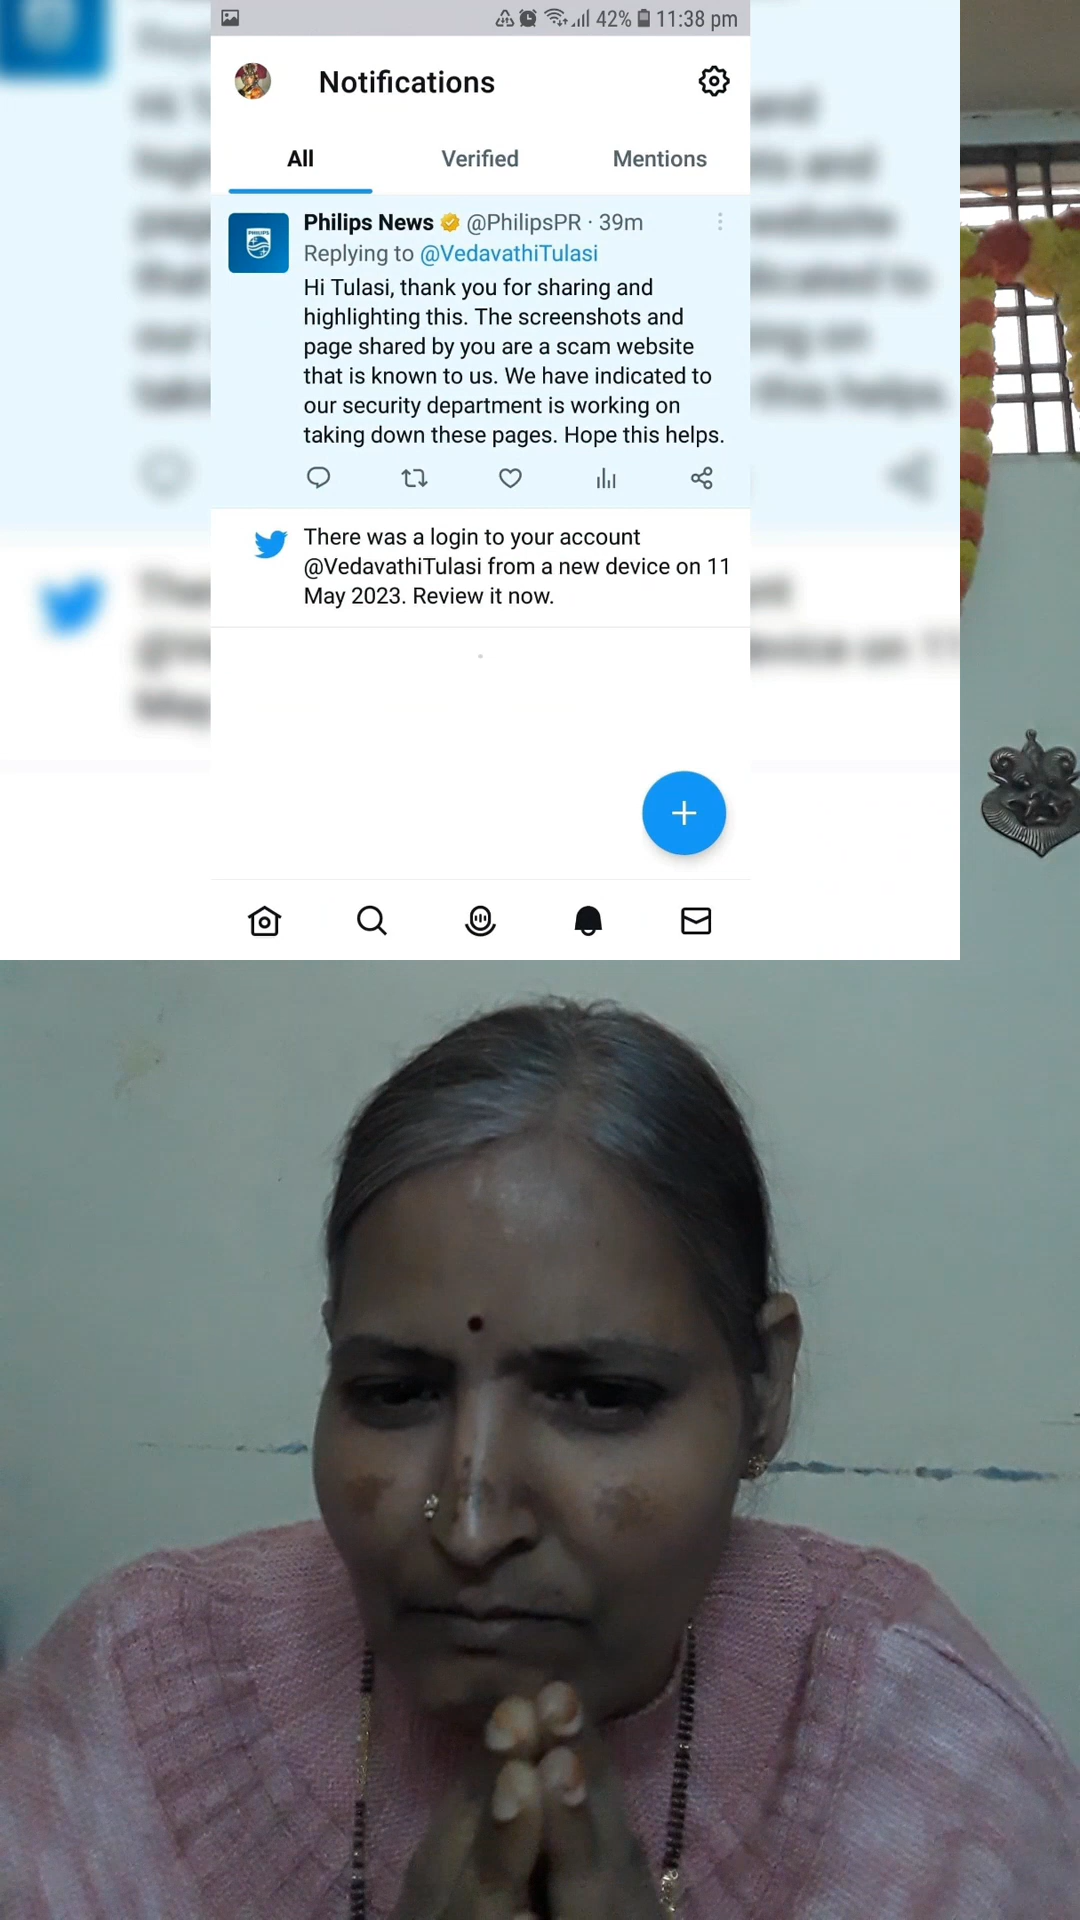 42% 11:38 pm
Notifications
All Verified Mentions
PHILIPS
Philips News @PhilipsPR · 39m
Replying to @VedavathiTulasi
Hi Tulasi, thank you for sharing and
highlighting this. The screenshots and
page shared by you are a scam website
that is known to us. We have indicated to
our security department is working on
taking down these pages. Hope this helps.
There was a login to your account
@VedavathiTulasi from a new device on 11
May 2023. Review it now.